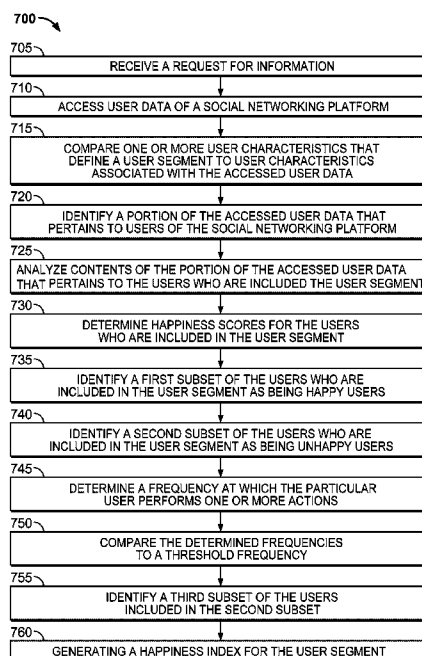 700
705
RECEIVE A REQUEST FOR INFORMATION
710
ACCESS USER DATA OF A SOCIAL NETWORKING PLATFORM
715
COMPARE ONE OR MORE USER CHARACTERISTICS THAT
DEFINE A USER SEGMENT TO USER CHARACTERISTICS
ASSOCIATED WITH THE ACCESSED USER DATA
720
IDENTIFY A PORTION OF THE ACCESSED USER DATA THAT
PERTAINS TO USERS OF THE SOCIAL NETWORKING PLATFORM
725
ANALYZE CONTENTS OF THE PORTION OF THE ACCESSED USER DATA
THAT PERTAINS TO THE USERS WHO ARE INCLUDED THE USER SEGMENT
730
DETERMINE HAPPINESS SCORES FOR THE USERS
WHO ARE INCLUDED IN THE USER SEGMENT
735
IDENTIFY A FIRST SUBSET OF THE USERS WHO ARE
INCLUDED IN THE USER SEGMENT AS BEING HAPPY USERS
740
IDENTIFY A SECOND SUBSET OF THE USERS WHO ARE
INCLUDED IN THE USER SEGMENT AS BEING UNHAPPY USERS
745
DETERMINE A FREQUENCY AT WHICH THE PARTICULAR
USER PERFORMS ONE OR MORE ACTIONS
750
COMPARE THE DETERMINED FREQUENCIES
TO A THRESHOLD FREQUENCY
755
IDENTIFY A THIRD SUBSET OF THE USERS
INCLUDED IN THE SECOND SUBSET
760
GENERATING A HAPPINESS INDEX FOR THE USER SEGMENT